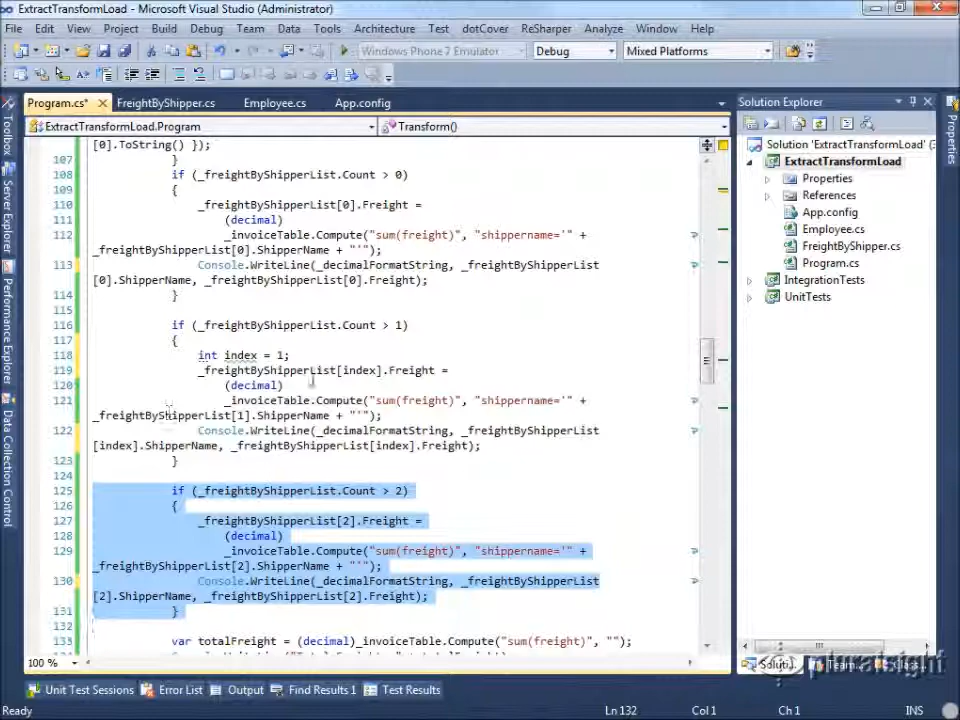 ExtractTransformLoad - Microsoft Visual Studio (Administrator)
File Edit View Project Build Debug Team Data Tools Architecture Test dotCover ReSharper Analyze Window Help
Windows Phone 7 Emulator Debug Mixed Platforms
Program.cs* FreightByShipper.cs Employee.cs App.config
ExtractTransformLoad.Program Transform()
[0].ToString() });
107 }
108 if (_freightByShipperList.Count > 0)
109 {
110 _freightByShipperList[0].Freight =
111 (decimal)
112 _invoiceTable.Compute("sum(freight)", "shippername='" +
_freightByShipperList[0].ShipperName + "'");
113 Console.WriteLine(_decimalFormatString, _freightByShipperList
[0].ShipperName, _freightByShipperList[0].Freight);
114 }
115
116 if (_freightByShipperList.Count > 1)
117 {
118 int index = 1;
119 _freightByShipperList[index].Freight =
120 (decimal)
121 _invoiceTable.Compute("sum(freight)", "shippername='" +
_freightByShipperList[1].ShipperName + "'");
122 Console.WriteLine(_decimalFormatString, _freightByShipperList
[index].ShipperName, _freightByShipperList[index].Freight);
123 }
124
125 if (_freightByShipperList.Count > 2)
126 {
127 _freightByShipperList[2].Freight =
128 (decimal)
129 _invoiceTable.Compute("sum(freight)", "shippername='" +
_freightByShipperList[2].ShipperName + "'");
130 Console.WriteLine(_decimalFormatString, _freightByShipperList
[2].ShipperName, _freightByShipperList[2].Freight);
131 }
132
133 var totalFreight = (decimal)_invoiceTable.Compute("sum(freight)", "");
100 %
Toolbox
Server Explorer
Performance Explorer
Data Collection Control
Solution Explorer
Solution 'ExtractTransformLoad' (3
ExtractTransformLoad
Properties
References
App.config
Employee.cs
FreightByShipper.cs
Program.cs
IntegrationTests
UnitTests
Properties
Soluti... Team... Class...
pluralsight
Unit Test Sessions Error List Output Find Results 1 Test Results
Ready Ln 132 Col 1 Ch 1 INS